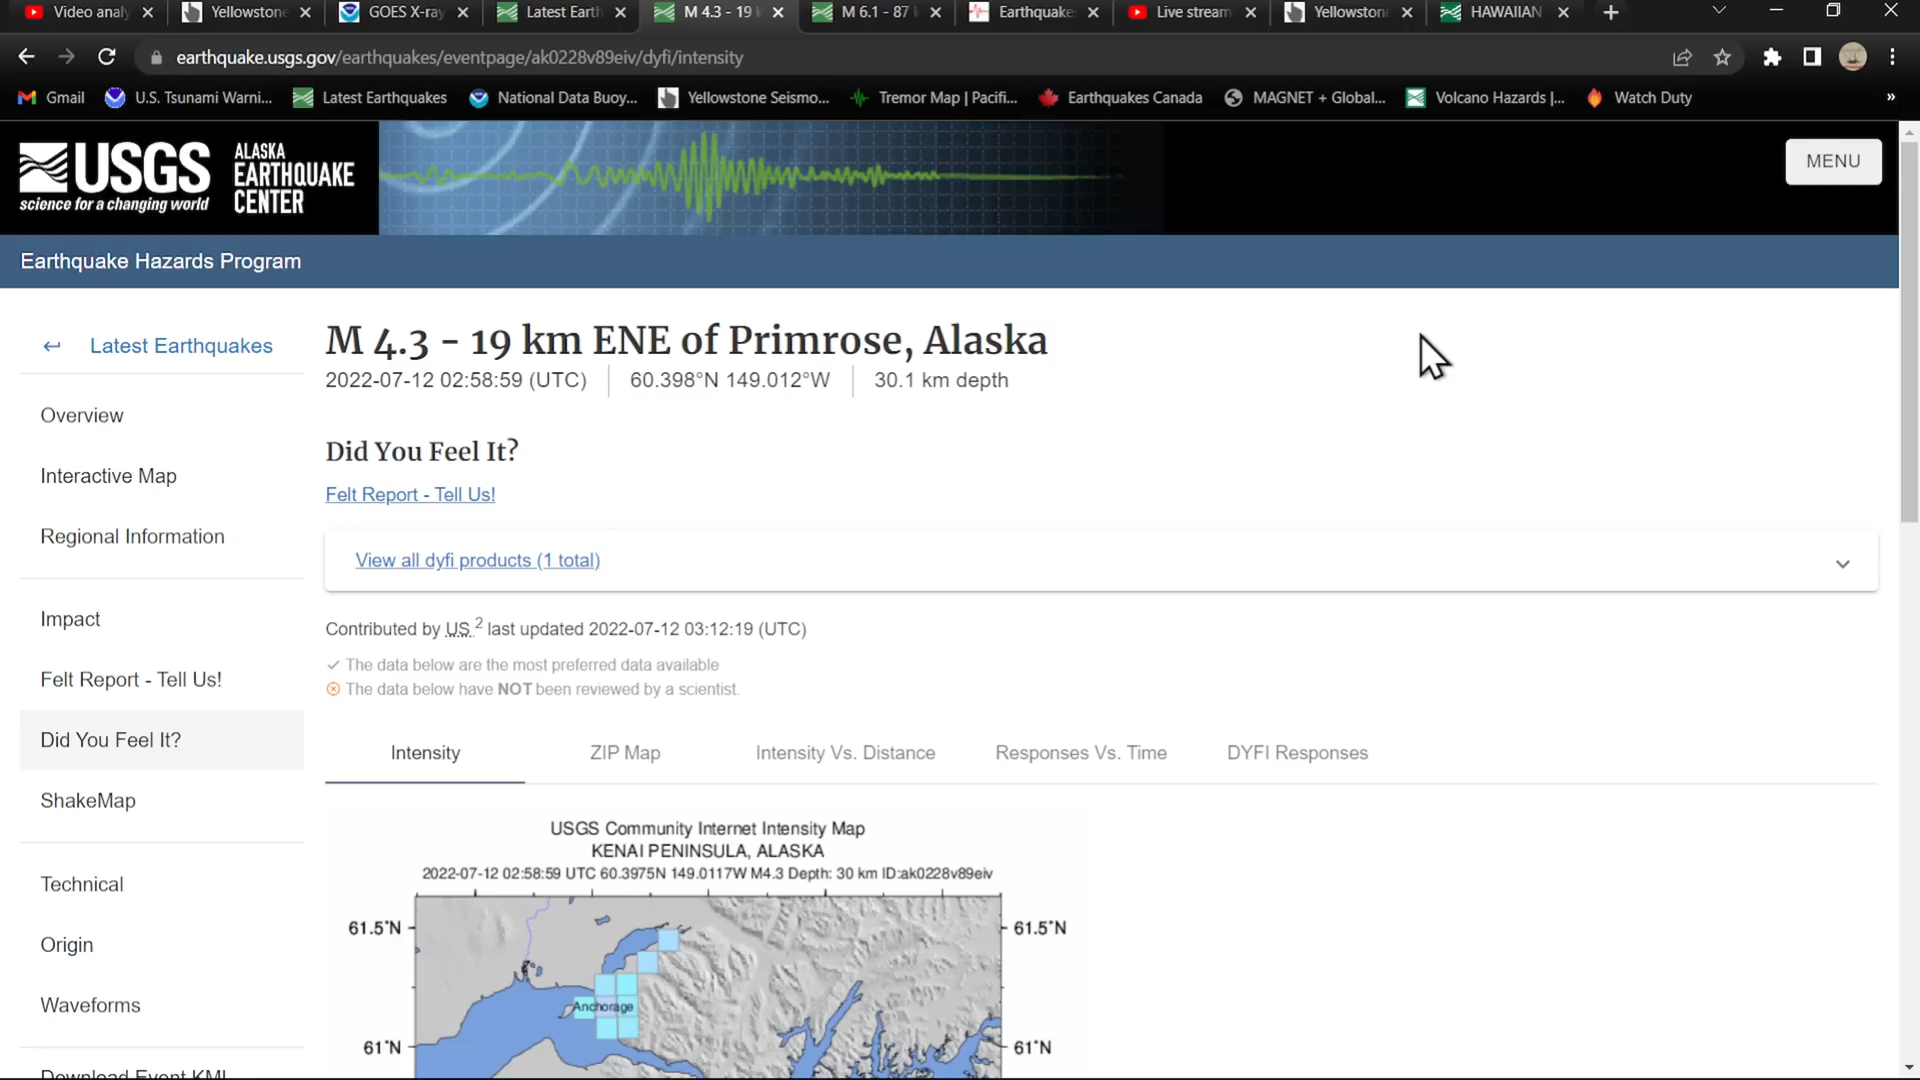 Video anal
Yellowstone
GOES X-ray
Latest Earth
M 4.3 - 19
M 6.1 - 87 k
Earthquake
Live stream
Yellowstone
HAWAIIAN
earthquake.usgs.gov/earthquakes/eventpage/ak0228v89eiv/dyfi/intensity
Gmail
U.S. Tsunami Warni...
Latest Earthquakes
National Data Buoy...
Yellowstone Seismo...
Tremor Map | Pacifi...
Earthquakes Canada
MAGNET + Global...
Volcano Hazards |...
Watch Duty
»
USGS
science for a changing world
ALASKA
EARTHQUAKE
CENTER
MENU
Earthquake Hazards Program
Latest Earthquakes
Overview
Interactive Map
Regional Information
Impact
Felt Report - Tell Us!
Did You Feel It?
ShakeMap
Technical
Origin
Waveforms
Download Event KML
M 4.3 - 19 km ENE of Primrose, Alaska
2022-07-12 02:58:59 (UTC) 60.398°N 149.012°W 30.1 km depth
Did You Feel It?
Felt Report - Tell Us!
View all dyfi products (1 total)
Contributed by US 2 last updated 2022-07-12 03:12:19 (UTC)
The data below are the most preferred data available
The data below have NOT been reviewed by a scientist.
Intensity ZIP Map Intensity Vs. Distance Responses Vs. Time DYFI Responses
USGS Community Internet Intensity Map
KENAI PENINSULA, ALASKA
2022-07-12 02:58:59 UTC 60.3975N 149.0117W M4.3 Depth: 30 km ID:ak0228v89eiv
61.5°N 61.5°N
Anchorage
61°N 61°N